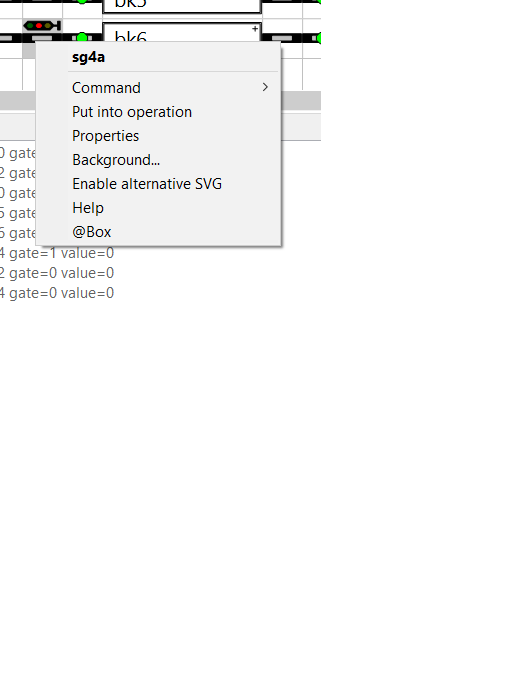 bk5
bk6
+
sg4a
Command
Put into operation
Properties
Background...
Enable alternative SVG
Help
@Box
0 gate
2 gate
0 gate
5 gate
6 gate
4 gate=1 value=0
2 gate=0 value=0
4 gate=0 value=0